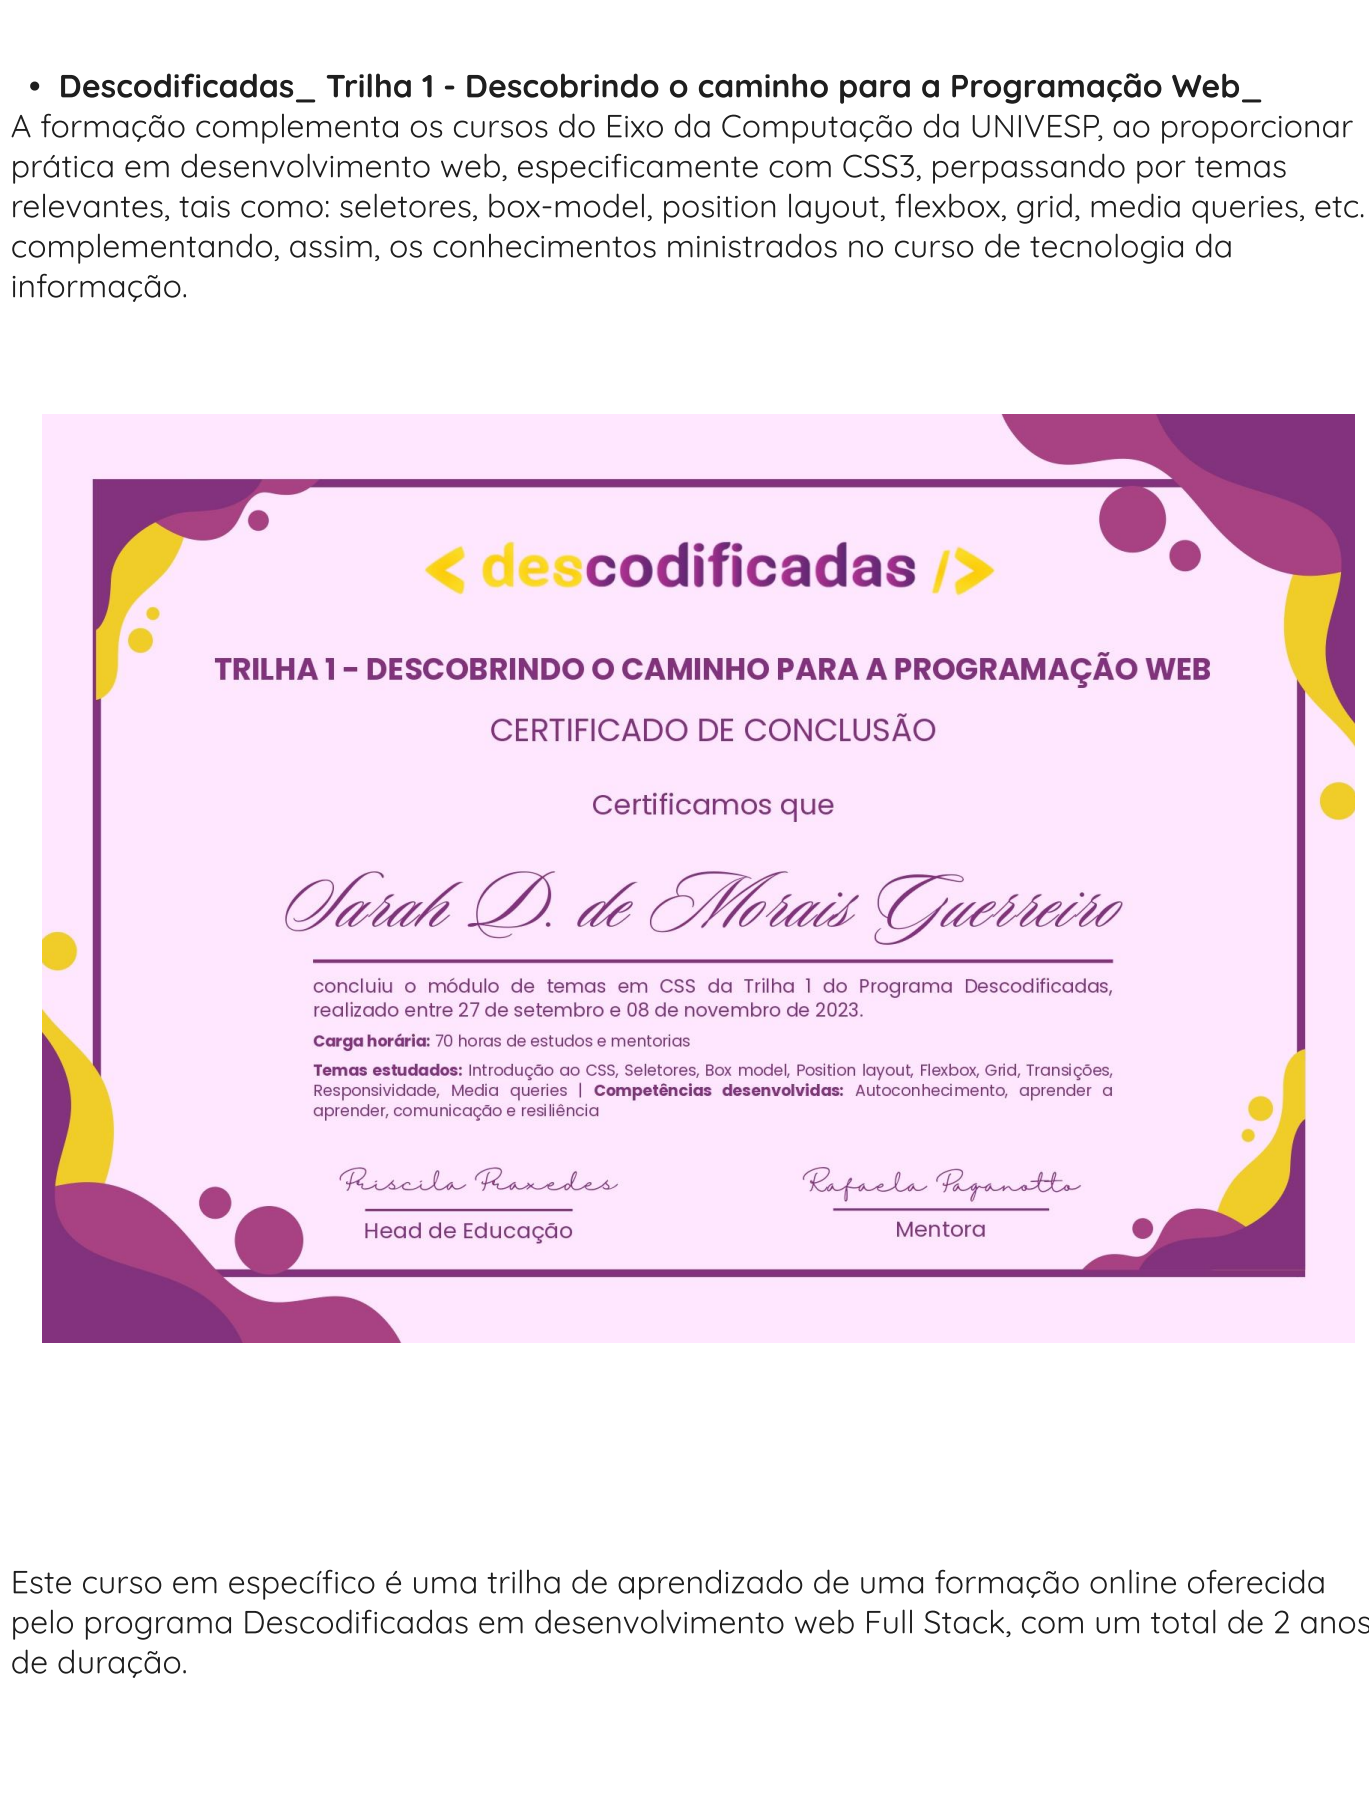 • Descodificadas_ Trilha 1 - Descobrindo o caminho para a Programação Web_
A formação complementa os cursos do Eixo da Computação da UNIVESP, ao proporcionar
prática em desenvolvimento web, especificamente com CSS3, perpassando por temas
relevantes, tais como: seletores, box-model, position layout, flexbox, grid, media queries, etc.
complementando, assim, os conhecimentos ministrados no curso de tecnologia da
informação.
< descodificadas />
TRILHA 1 - DESCOBRINDO O CAMINHO PARA A PROGRAMAÇÃO WEB
CERTIFICADO DE CONCLUSÃO
Certificamos que
Sarah D. de Morais Guerreiro
concluiu o módulo de temas em CSS da Trilha 1 do Programa Descodificadas,
realizado entre 27 de setembro e 08 de novembro de 2023.
Carga horária: 70 horas de estudos e mentorias
Temas estudados: Introdução ao CSS, Seletores, Box model, Position layout, Flexbox, Grid, Transições,
Responsividade, Media queries | Competências desenvolvidas: Autoconhecimento, aprender a
aprender, comunicação e resiliência
Priscila Praxedes
Rafaela Paganotto
Head de Educação
Mentora
Este curso em específico é uma trilha de aprendizado de uma formação online oferecida
pelo programa Descodificadas em desenvolvimento web Full Stack, com um total de 2 anos
de duração.